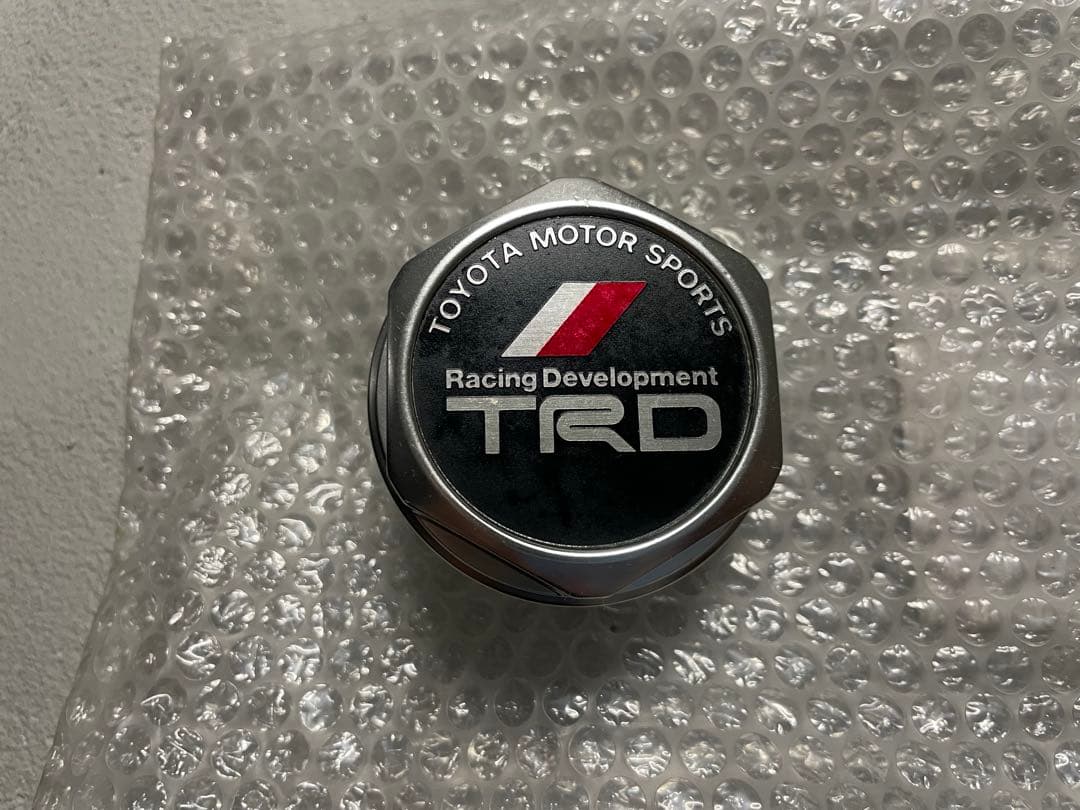 TOYOTA MOTOR SPORTS
Racing Development
TRD